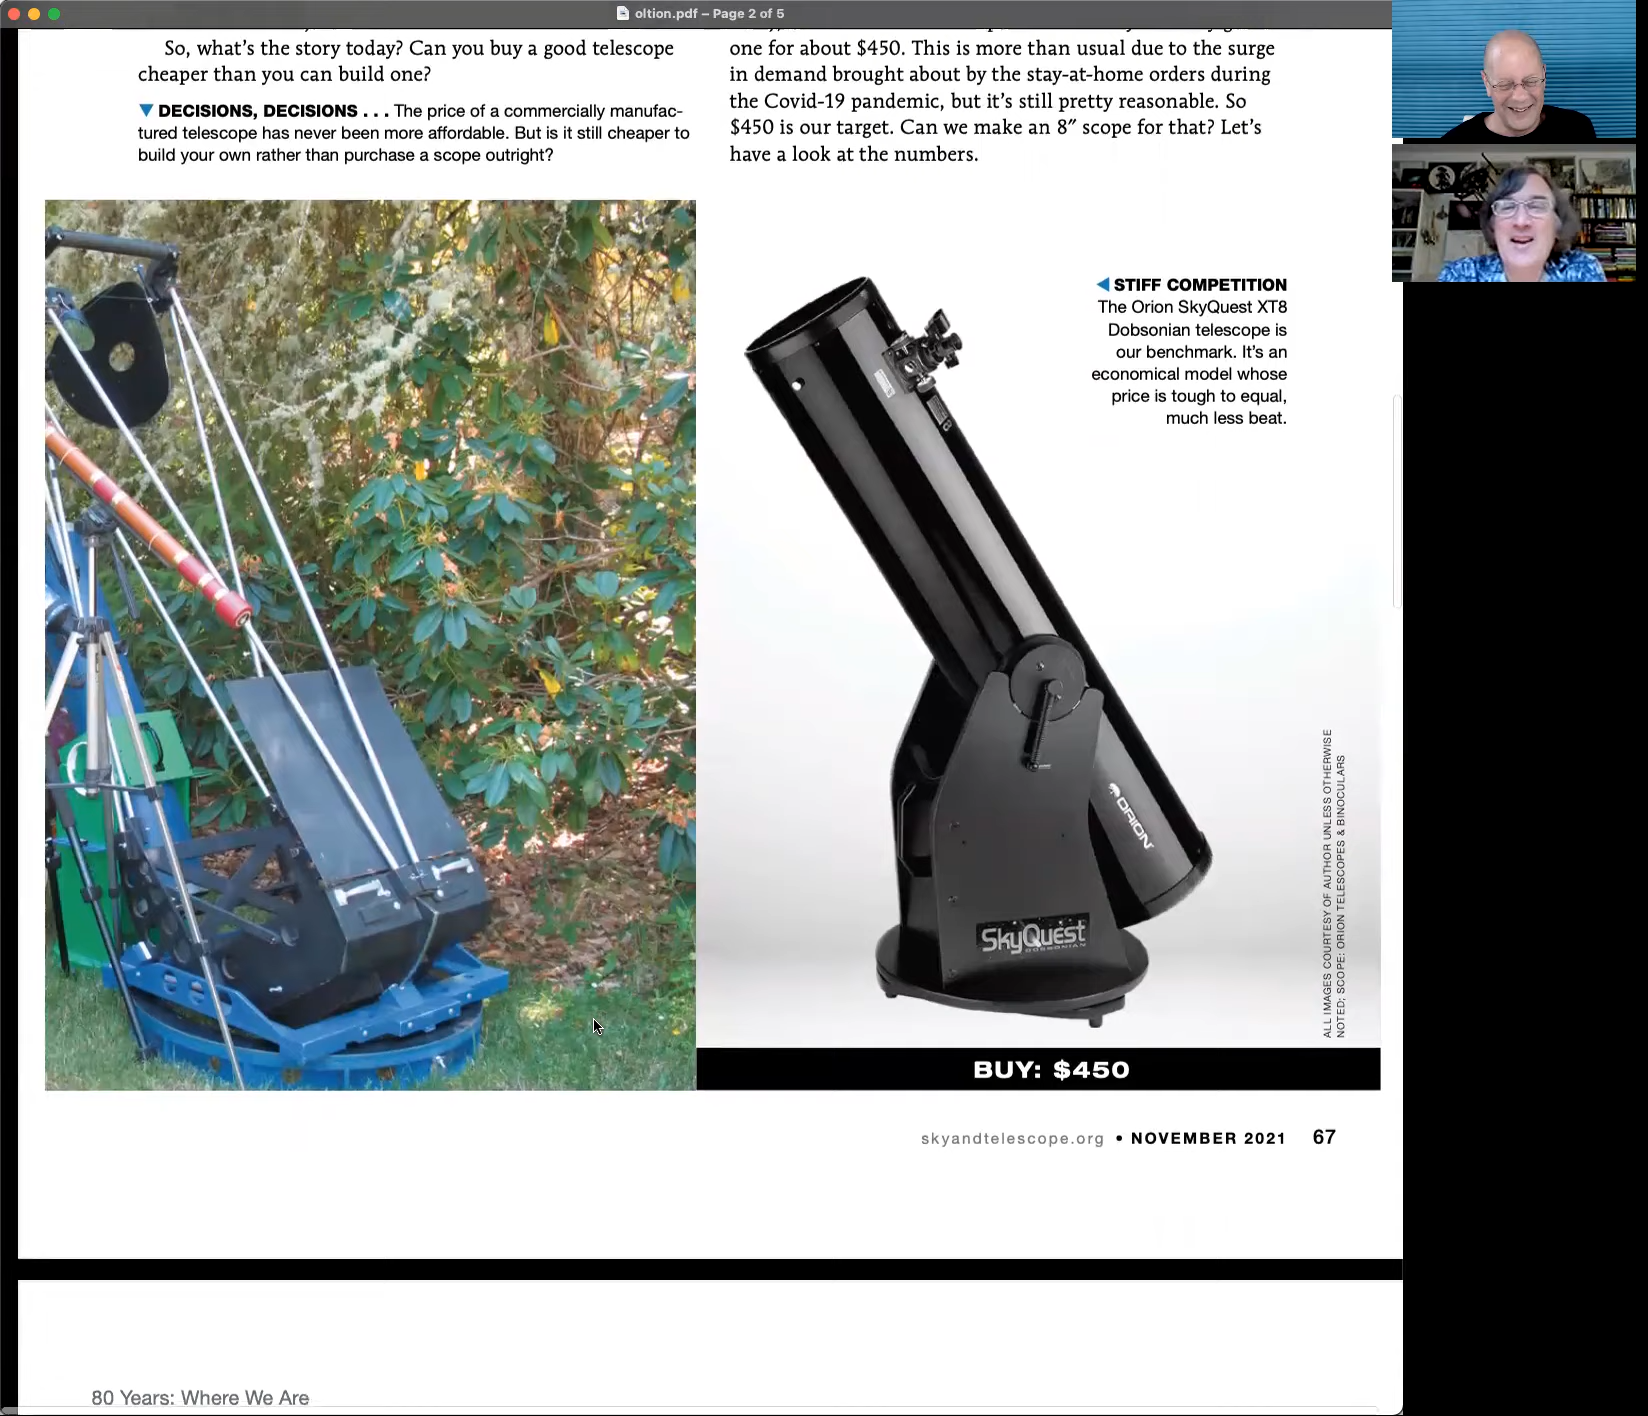 oltion.pdf – Page 2 of 5
So, what's the story today? Can you buy a good telescope
cheaper than you can build one?
▼ DECISIONS, DECISIONS . . . The price of a commercially manufac-
tured telescope has never been more affordable. But is it still cheaper to
build your own rather than purchase a scope outright?
one for about $450. This is more than usual due to the surge
in demand brought about by the stay-at-home orders during
the Covid-19 pandemic, but it's still pretty reasonable. So
$450 is our target. Can we make an 8″ scope for that? Let's
have a look at the numbers.
◀ STIFF COMPETITION
The Orion SkyQuest XT8
Dobsonian telescope is
our benchmark. It's an
economical model whose
price is tough to equal,
much less beat.
ORION
SkyQuest
DOBSONIAN
ALL IMAGES COURTESY OF AUTHOR UNLESS OTHERWISE
NOTED; SCOPE: ORION TELESCOPES & BINOCULARS
BUY: $450
skyandtelescope.org • NOVEMBER 2021 67
80 Years: Where We Are